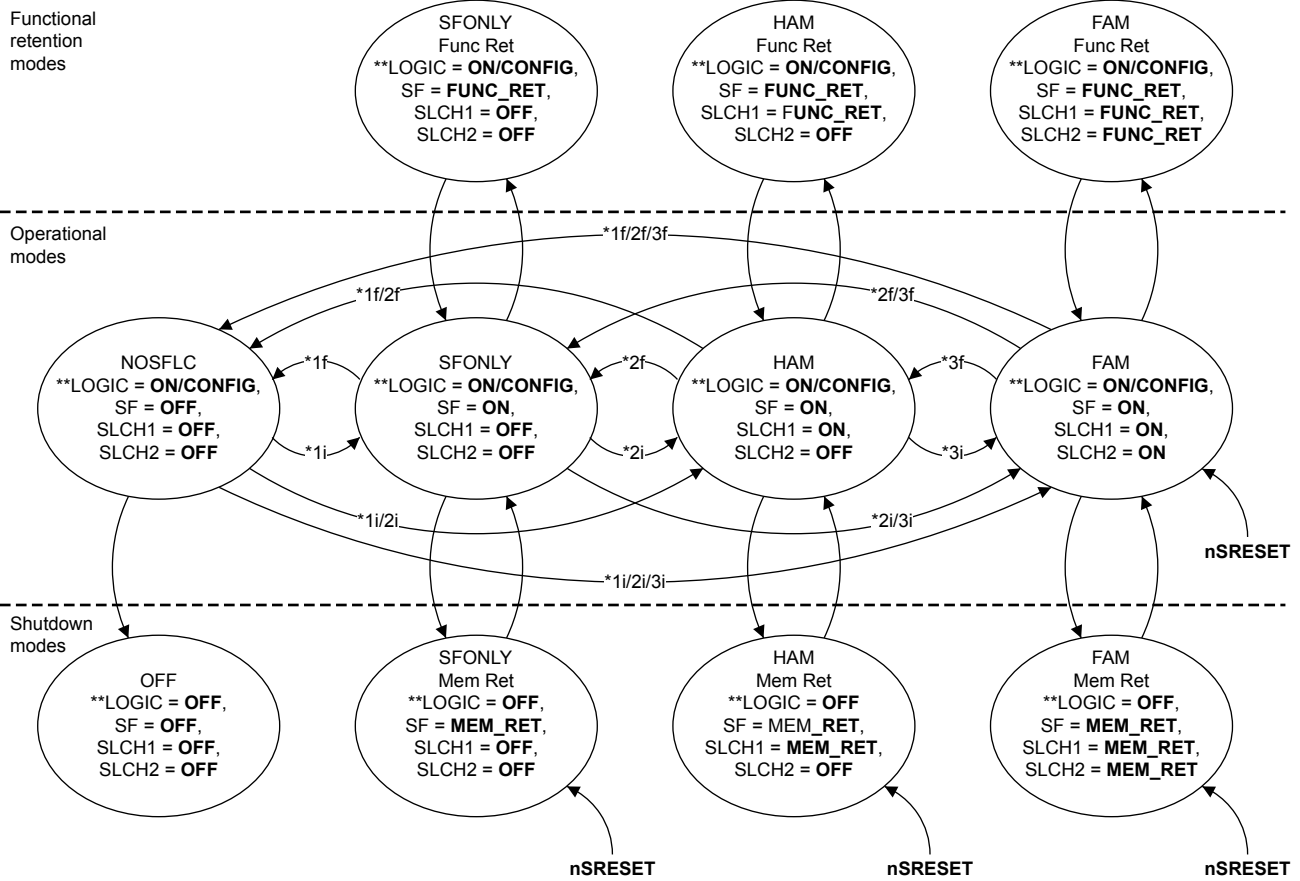 Functional
retention
modes
SFONLY
Func Ret
**LOGIC = ON/CONFIG,
SF = FUNC_RET,
SLCH1 = OFF,
SLCH2 = OFF
HAM
Func Ret
**LOGIC = ON/CONFIG,
SF = FUNC_RET,
SLCH1 = FUNC_RET,
SLCH2 = OFF
FAM
Func Ret
**LOGIC = ON/CONFIG,
SF = FUNC_RET,
SLCH1 = FUNC_RET,
SLCH2 = FUNC_RET
Operational
modes
*1f/2f/3f
*1f/2f
*2f/3f
NOSFLC
**LOGIC = ON/CONFIG,
SF = OFF,
SLCH1 = OFF,
SLCH2 = OFF
*1f
*1i
SFONLY
**LOGIC = ON/CONFIG,
SF = ON,
SLCH1 = OFF,
SLCH2 = OFF
*2f
*2i
HAM
**LOGIC = ON/CONFIG,
SF = ON,
SLCH1 = ON,
SLCH2 = OFF
*3f
*3i
FAM
**LOGIC = ON/CONFIG,
SF = ON,
SLCH1 = ON,
SLCH2 = ON
*1i/2i
*2i/3i
*1i/2i/3i
nSRESET
Shutdown
modes
OFF
**LOGIC = OFF,
SF = OFF,
SLCH1 = OFF,
SLCH2 = OFF
SFONLY
Mem Ret
**LOGIC = OFF,
SF = MEM_RET,
SLCH1 = OFF,
SLCH2 = OFF
HAM
Mem Ret
**LOGIC = OFF
SF = MEM_RET,
SLCH1 = MEM_RET,
SLCH2 = OFF
FAM
Mem Ret
**LOGIC = OFF,
SF = MEM_RET,
SLCH1 = MEM_RET,
SLCH2 = MEM_RET
nSRESET
nSRESET
nSRESET